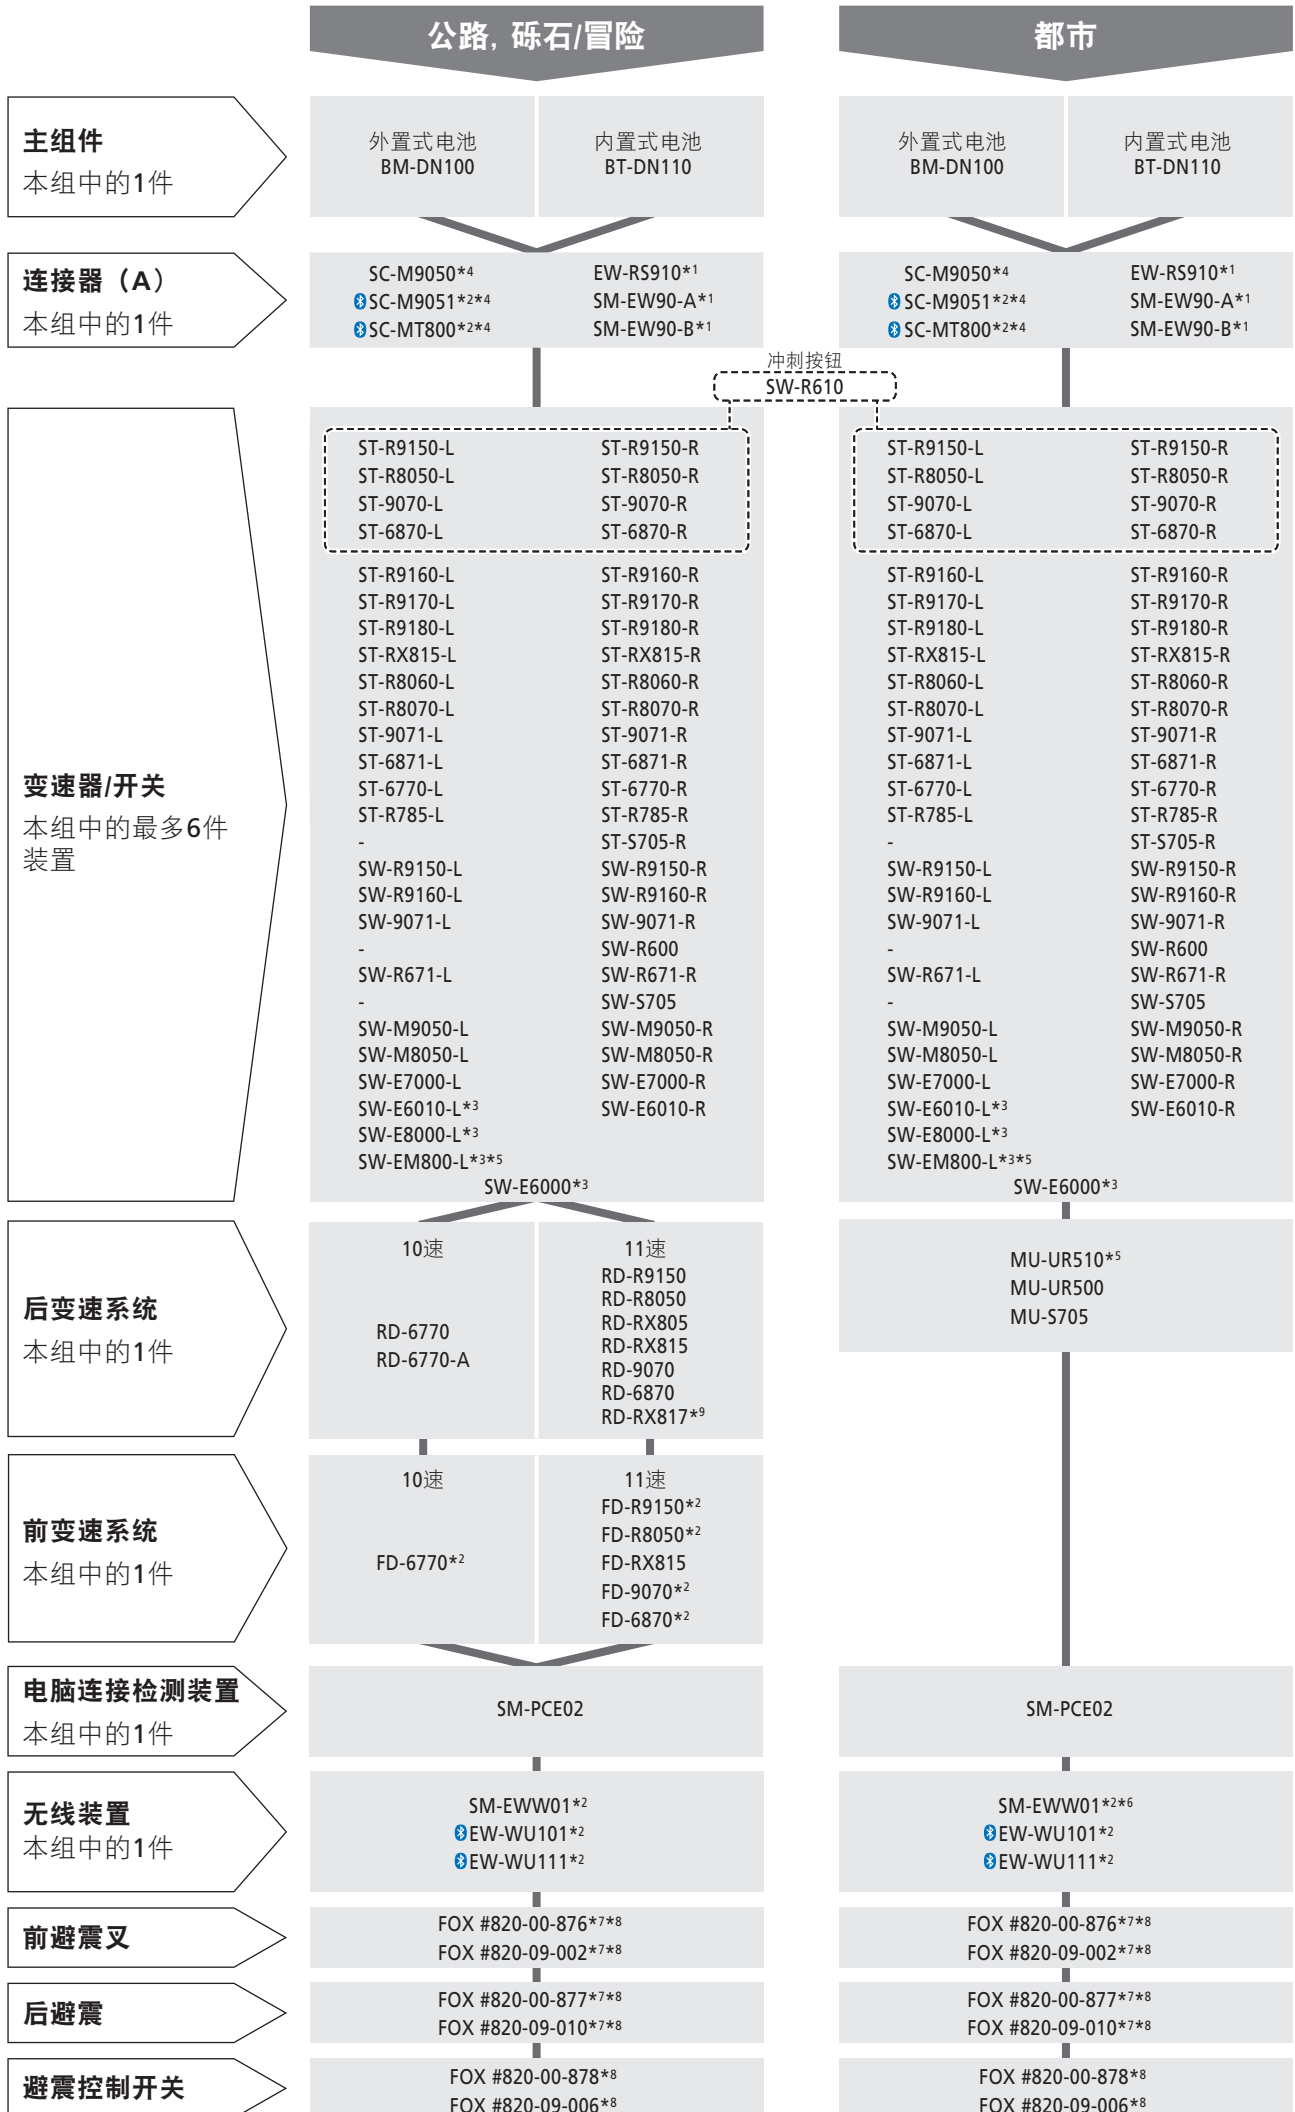 公路, 砾石/冒险
都市
主组件
本组中的1件
外置式电池
BM-DN100
内置式电池
BT-DN110
外置式电池
BM-DN100
内置式电池
BT-DN110
连接器（A）
本组中的1件
SC-M9050*4 EW-RS910*1
SC-M9051*2*4 SM-EW90-A*1
SC-MT800*2*4 SM-EW90-B*1
SC-M9050*4 EW-RS910*1
SC-M9051*2*4 SM-EW90-A*1
SC-MT800*2*4 SM-EW90-B*1
冲刺按钮
SW-R610
变速器/开关
本组中的最多6件
装置
ST-R9150-L ST-R9150-R
ST-R8050-L ST-R8050-R
ST-9070-L ST-9070-R
ST-6870-L ST-6870-R
ST-R9160-L ST-R9160-R
ST-R9170-L ST-R9170-R
ST-R9180-L ST-R9180-R
ST-RX815-L ST-RX815-R
ST-R8060-L ST-R8060-R
ST-R8070-L ST-R8070-R
ST-9071-L ST-9071-R
ST-6871-L ST-6871-R
ST-6770-L ST-6770-R
ST-R785-L ST-R785-R
- ST-S705-R
SW-R9150-L SW-R9150-R
SW-R9160-L SW-R9160-R
SW-9071-L SW-9071-R
- SW-R600
SW-R671-L SW-R671-R
- SW-S705
SW-M9050-L SW-M9050-R
SW-M8050-L SW-M8050-R
SW-E7000-L SW-E7000-R
SW-E6010-L*3 SW-E6010-R
SW-E8000-L*3
SW-EM800-L*3*5
SW-E6000*3
ST-R9150-L ST-R9150-R
ST-R8050-L ST-R8050-R
ST-9070-L ST-9070-R
ST-6870-L ST-6870-R
ST-R9160-L ST-R9160-R
ST-R9170-L ST-R9170-R
ST-R9180-L ST-R9180-R
ST-RX815-L ST-RX815-R
ST-R8060-L ST-R8060-R
ST-R8070-L ST-R8070-R
ST-9071-L ST-9071-R
ST-6871-L ST-6871-R
ST-6770-L ST-6770-R
ST-R785-L ST-R785-R
- ST-S705-R
SW-R9150-L SW-R9150-R
SW-R9160-L SW-R9160-R
SW-9071-L SW-9071-R
- SW-R600
SW-R671-L SW-R671-R
- SW-S705
SW-M9050-L SW-M9050-R
SW-M8050-L SW-M8050-R
SW-E7000-L SW-E7000-R
SW-E6010-L*3 SW-E6010-R
SW-E8000-L*3
SW-EM800-L*3*5
SW-E6000*3
后变速系统
本组中的1件
10速
RD-6770
RD-6770-A
11速
RD-R9150
RD-R8050
RD-RX805
RD-RX815
RD-9070
RD-6870
RD-RX817*9
MU-UR510*5
MU-UR500
MU-S705
前变速系统
本组中的1件
10速
FD-6770*2
11速
FD-R9150*2
FD-R8050*2
FD-RX815
FD-9070*2
FD-6870*2
电脑连接检测装置
本组中的1件
SM-PCE02
SM-PCE02
无线装置
本组中的1件
SM-EWW01*2
EW-WU101*2
EW-WU111*2
SM-EWW01*2*6
EW-WU101*2
EW-WU111*2
前避震叉
FOX #820-00-876*7*8
FOX #820-09-002*7*8
FOX #820-00-876*7*8
FOX #820-09-002*7*8
后避震
FOX #820-00-877*7*8
FOX #820-09-010*7*8
FOX #820-00-877*7*8
FOX #820-09-010*7*8
避震控制开关
FOX #820-00-878*8
FOX #820-09-006*8
FOX #820-00-878*8
FOX #820-09-006*8